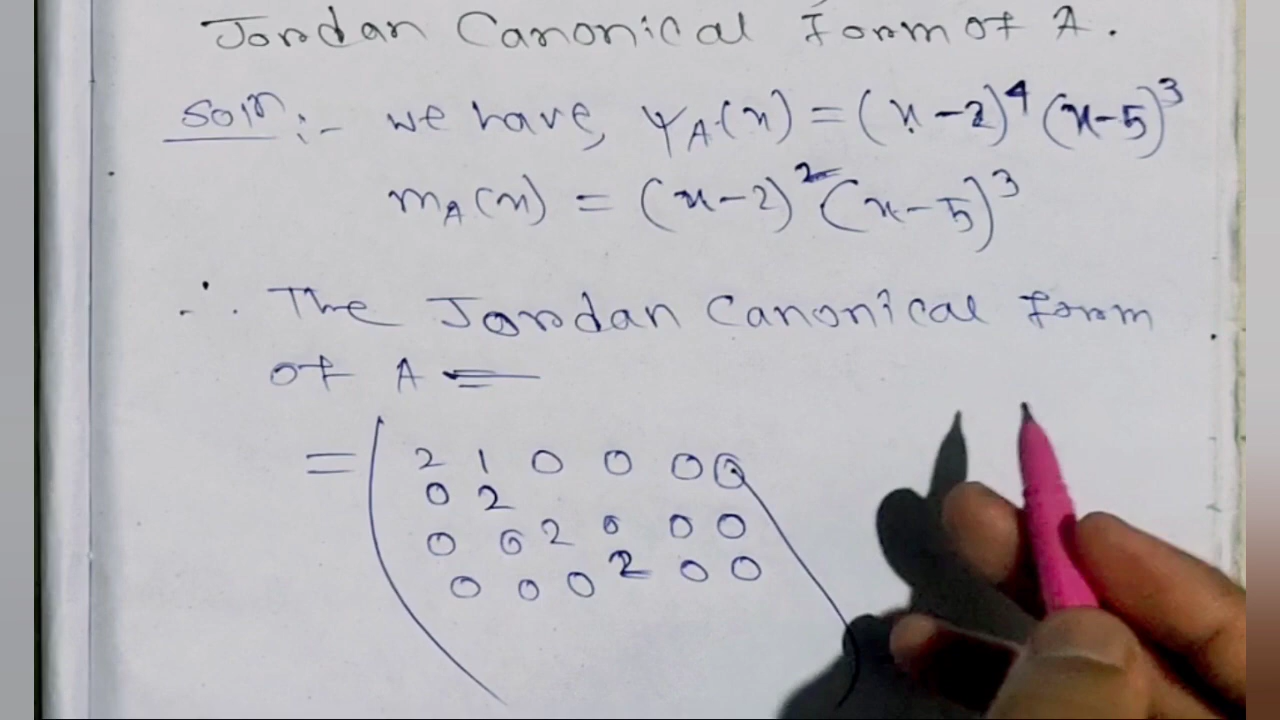 Jordan Canonical Form of A.
Soln :- we have, ψA(x) = (x-2)⁴ (x-5)³
mA(x) = (x-2)² (x-5)³
∴ The Jordan Canonical Form
of A =
= ( 2 1 0 0 0 0
0 2
0 0 2 0 0 0
0 0 0 2 0 0 )